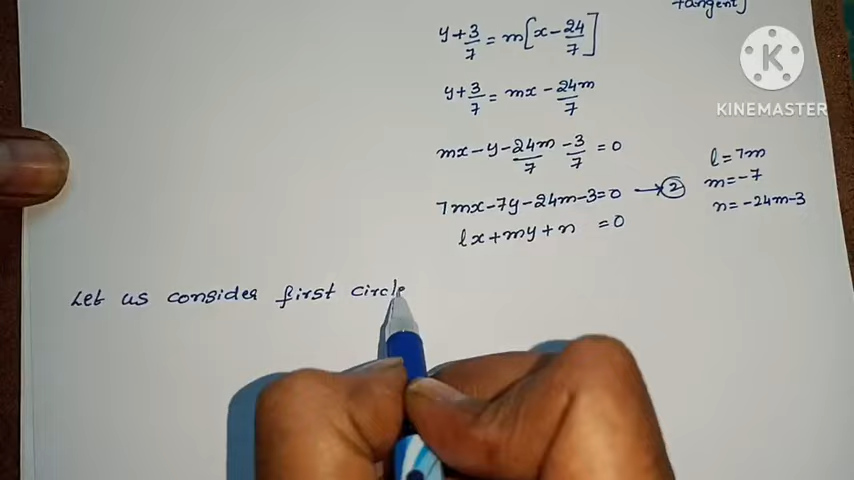 tangent)
y+3/7 = m[x-24/7]
y+3/7 = mx - 24m/7
mx-y-24m/7 -3/7 =0
7mx-7y-24m-3=0 → ②
lx+my+n =0
l=7m
m=-7
n=-24m-3
Let us consider first circle
K
KINEMASTER